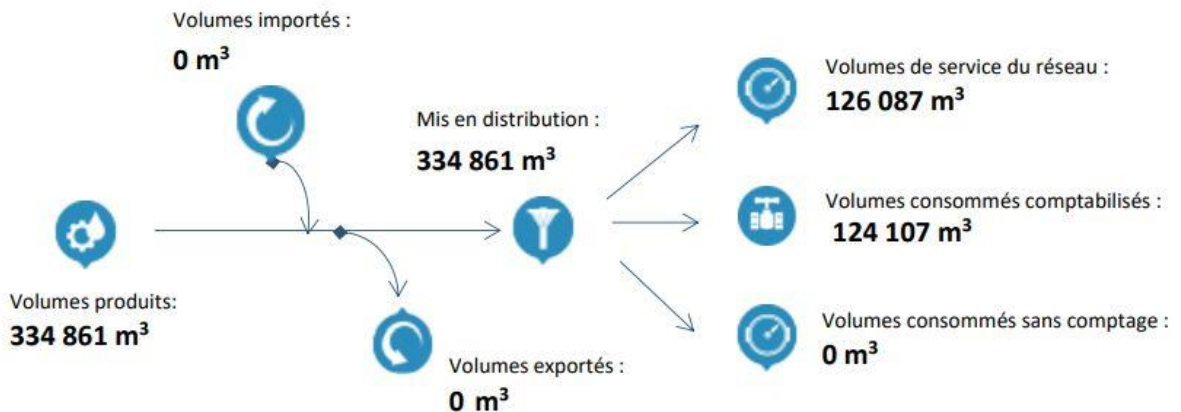 Volumes importés :
0 m³
Volumes de service du réseau :
126 087 m³
Mis en distribution :
334 861 m³
Volumes consommés comptabilisés :
124 107 m³
Volumes produits:
334 861 m³
Volumes consommés sans comptage :
0 m³
Volumes exportés :
0 m³